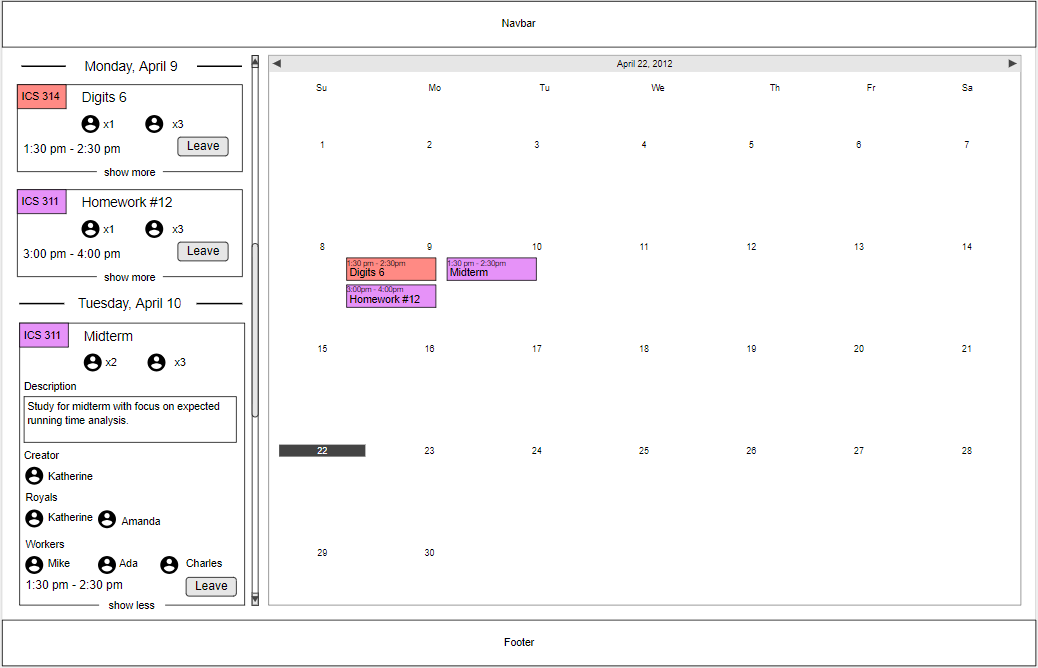 Navbar
Monday, April 9
ICS 314
Digits 6
x1
x3
1:30 pm - 2:30 pm
Leave
show more
ICS 311
Homework #12
x1
x3
3:00 pm - 4:00 pm
Leave
show more
Tuesday, April 10
ICS 311
Midterm
x2
x3
Description
Study for midterm with focus on expected
running time analysis.
Creator
Katherine
Royals
Katherine
Amanda
Workers
Mike
Ada
Charles
1:30 pm - 2:30 pm
Leave
show less
April 22, 2012
Su Mo Tu We Th Fr Sa
1 2 3 4 5 6 7
8 9 10 11 12 13 14
1:30 pm - 2:30pm
Digits 6
1:30 pm - 2:30pm
Midterm
3:00pm - 4:00pm
Homework #12
15 16 17 18 19 20 21
22 23 24 25 26 27 28
29 30
Footer